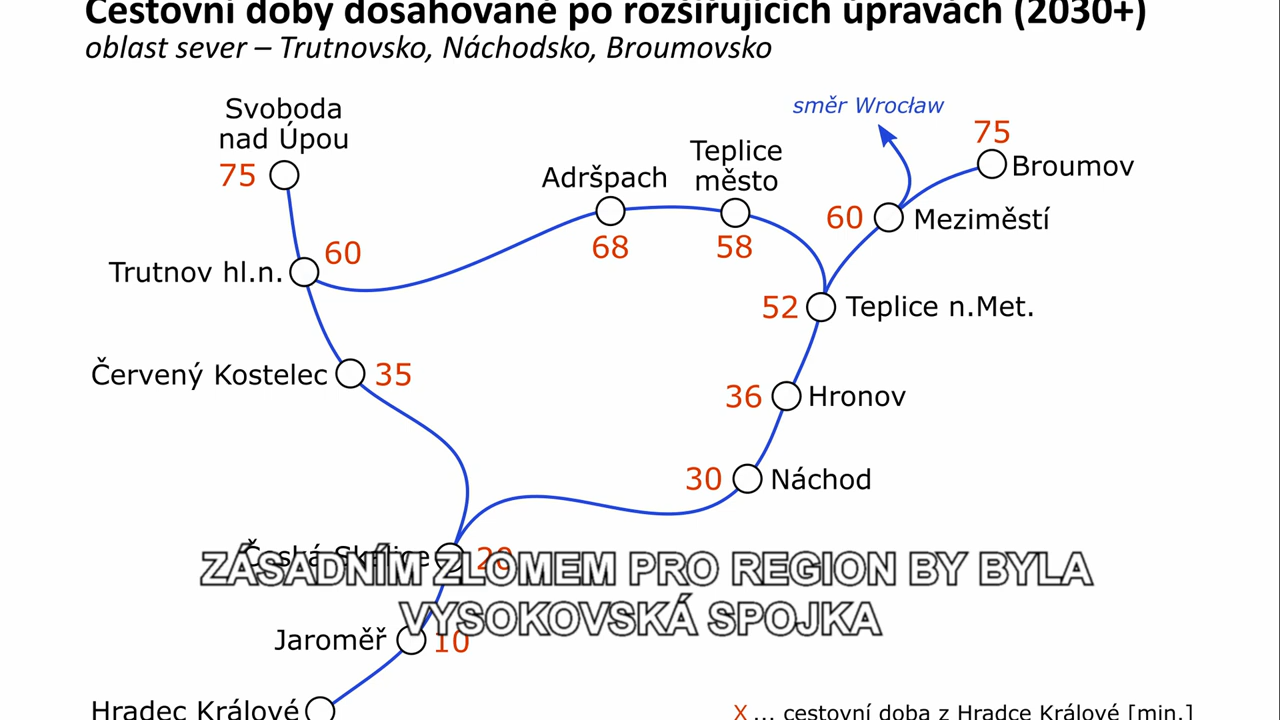 Cestovní doby dosahované po rozšiřujících úpravách (2030+)
oblast sever – Trutnovsko, Náchodsko, Broumovsko
směr Wrocław
Svoboda
nad Úpou
75
75
Broumov
Teplice
město
Adršpach
60
Meziměstí
68
58
60
Trutnov hl.n.
52
Teplice n.Met.
Červený Kostelec
35
36
Hronov
30
Náchod
Česká Skalice
20
ZÁSADNÍM ZLOMEM PRO REGION BY BYLA
VYSOKOVSKÁ SPOJKA
Jaroměř
10
Hradec Králové
X ... cestovní doba z Hradce Králové [min.]